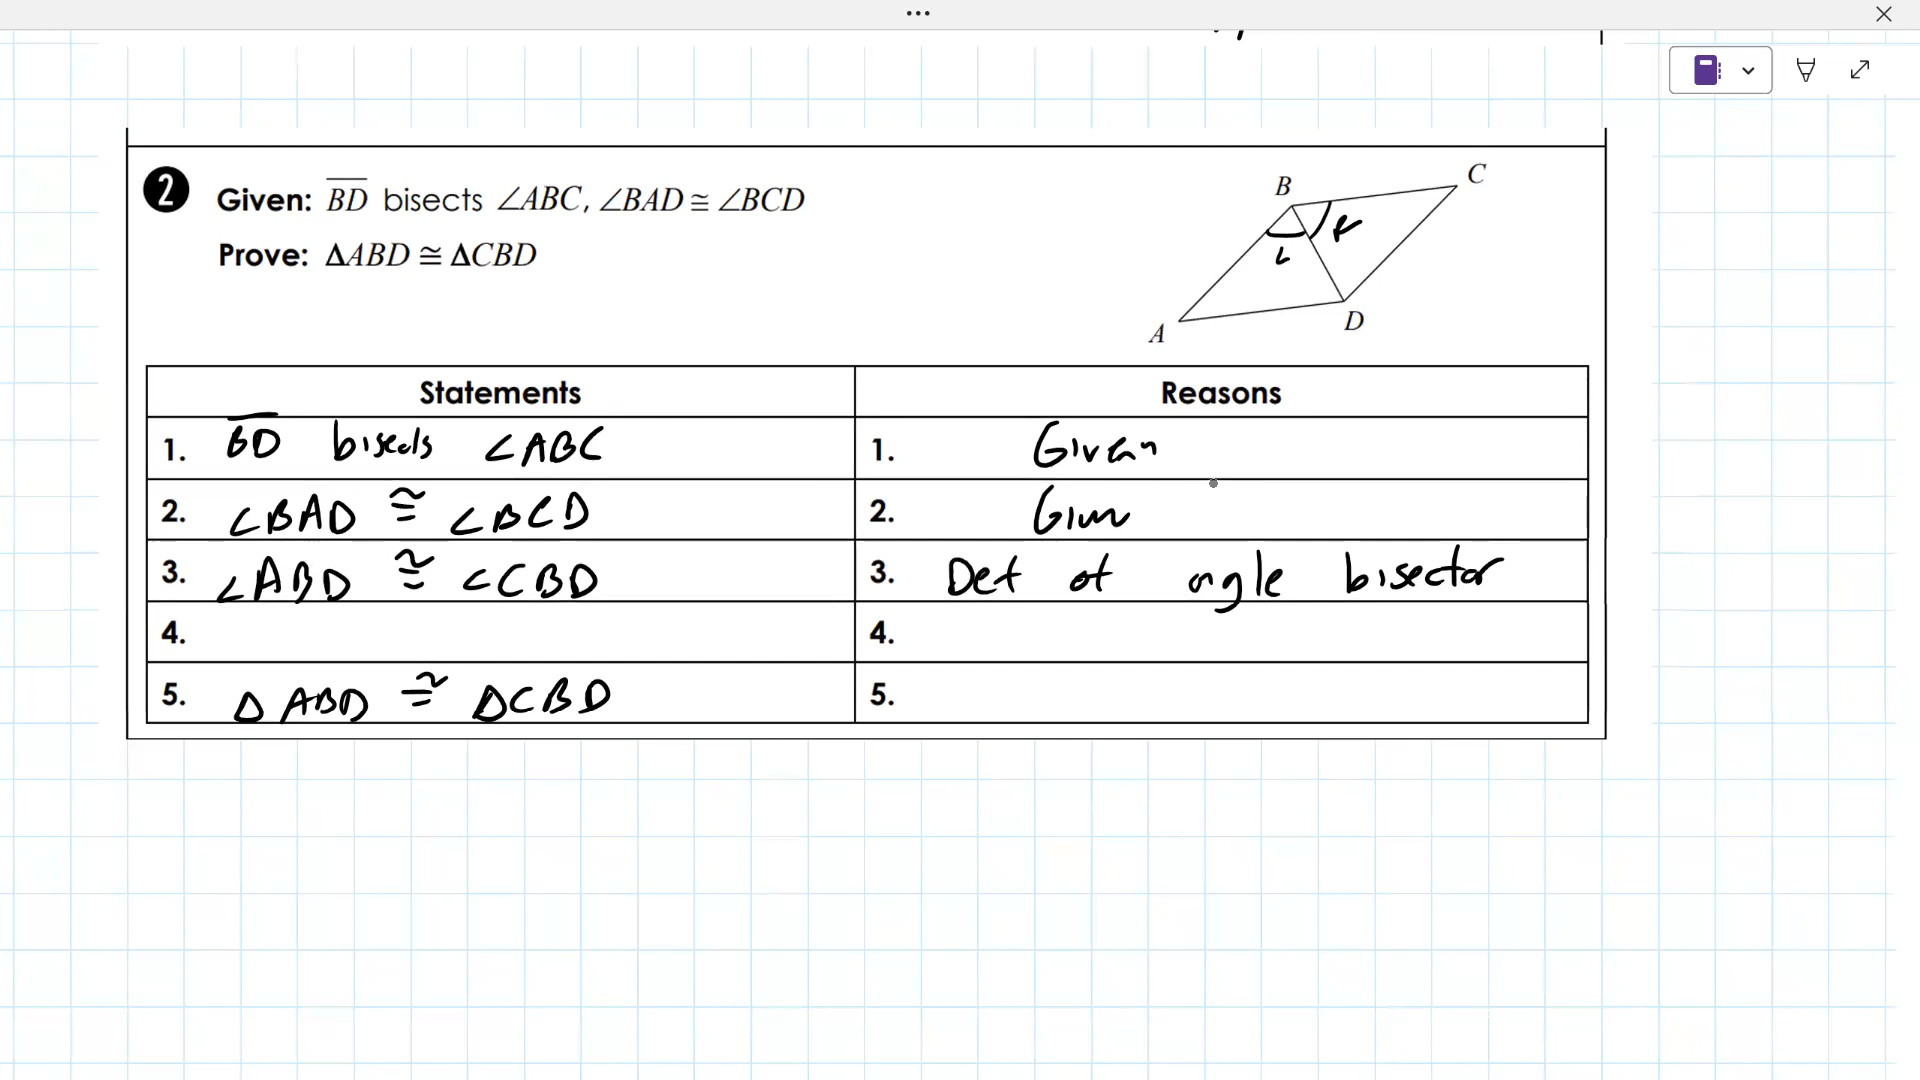 2 Given: BD bisects ∠ABC, ∠BAD ≅ ∠BCD
Prove: ΔABD ≅ ΔCBD
B
C
A
D
Statements
Reasons
1. BD bisects ∠ABC
1. Given
2. ∠BAD ≅ ∠BCD
2.
3. ∠ABD ≅ ∠CBD
3. Def of angle bisector
4.
4.
5. Δ ABD ≅ ΔCBD
5.